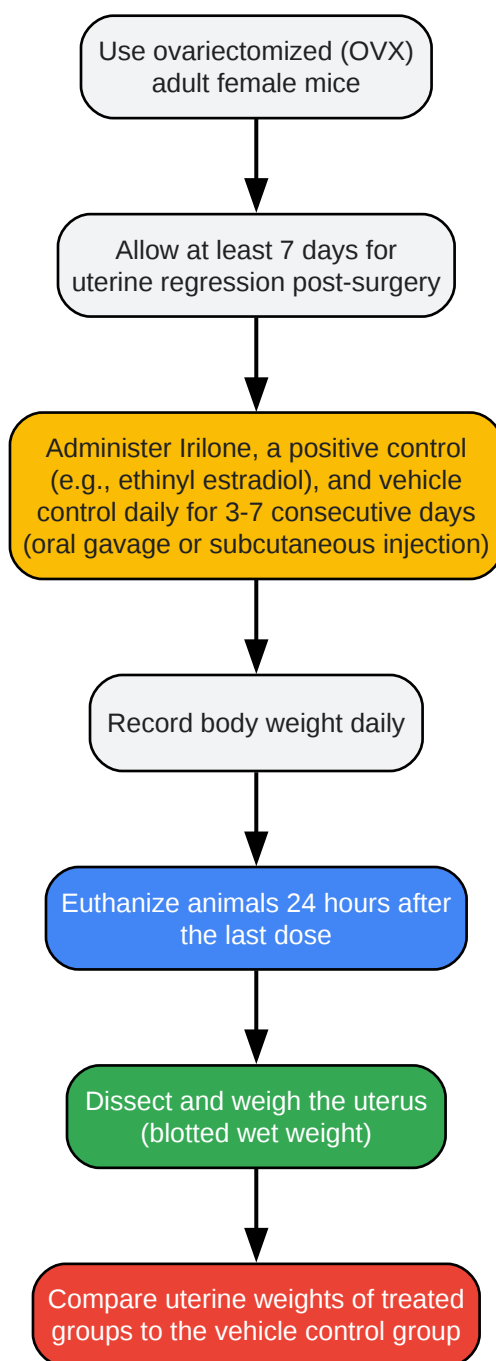 Use ovariectomized (OVX)
adult female mice
Allow at least 7 days for
uterine regression post-surgery
Administer Irilone, a positive control
(e.g., ethinyl estradiol), and vehicle
control daily for 3-7 consecutive days
(oral gavage or subcutaneous injection)
Record body weight daily
Euthanize animals 24 hours after
the last dose
Dissect and weigh the uterus
(blotted wet weight)
Compare uterine weights of treated
groups to the vehicle control group